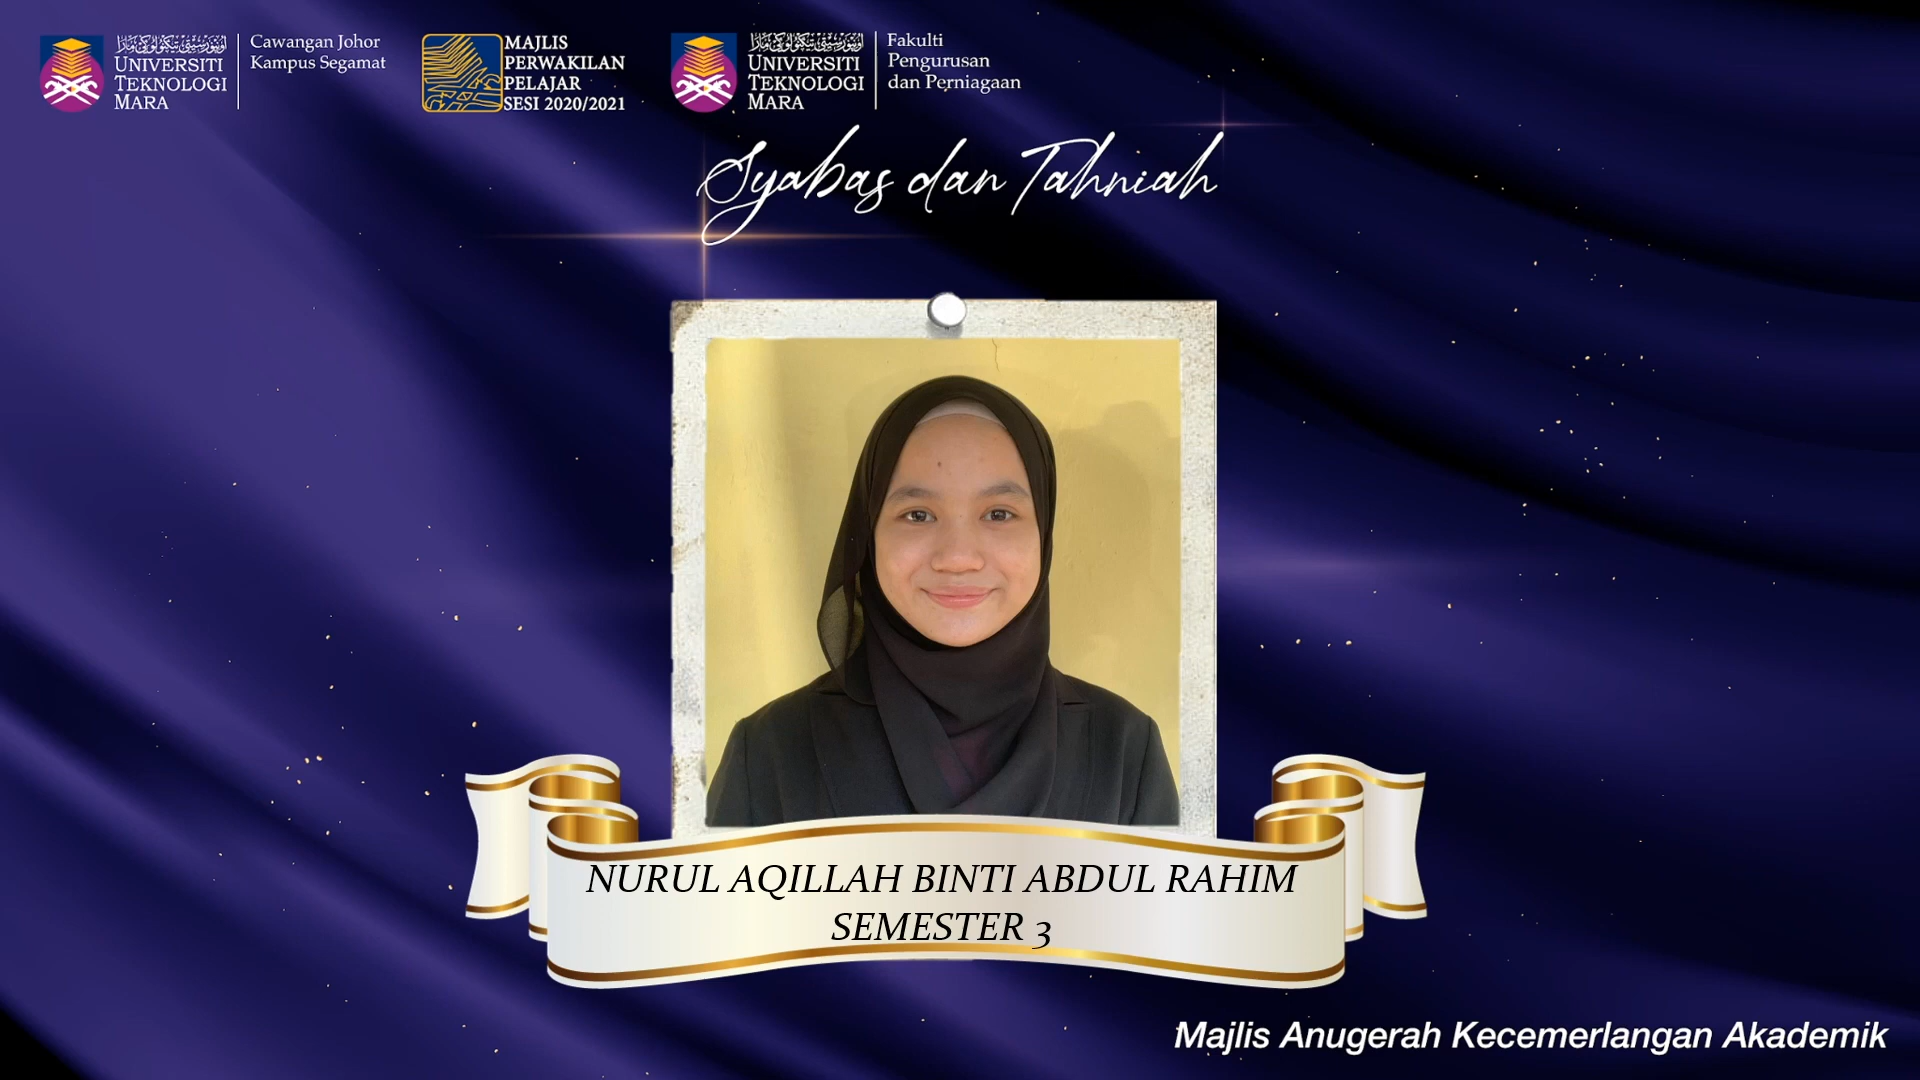 UNIVERSITI
TEKNOLOGI
MARA
Cawangan Johor
Kampus Segamat
MAJLIS
PERWAKILAN
PELAJAR
SESI 2020/2021
UNIVERSITI
TEKNOLOGI
MARA
Fakulti
Pengurusan
dan Perniagaan
Syabas dan Tahniah
NURUL AQILLAH BINTI ABDUL RAHIM
SEMESTER 3
Majlis Anugerah Kecemerlangan Akademik